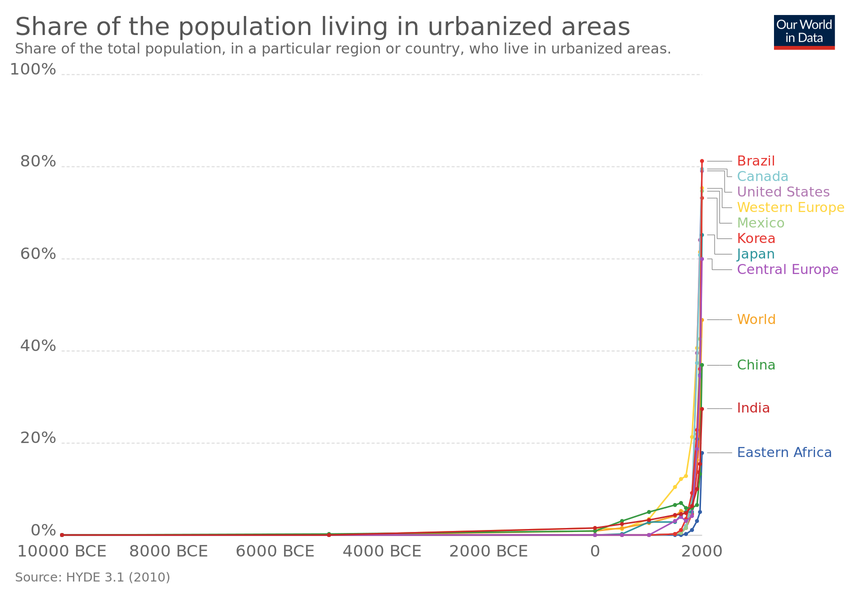 Share of the population living in urbanized areas
Share of the total population, in a particular region or country, who live in urbanized areas.
Our World
in Data
100%
80%
60%
40%
20%
0%
10000 BCE 8000 BCE 6000 BCE 4000 BCE 2000 BCE 0 2000
Brazil
Canada
United States
Western Europe
Mexico
Korea
Japan
Central Europe
World
China
India
Eastern Africa
Source: HYDE 3.1 (2010)